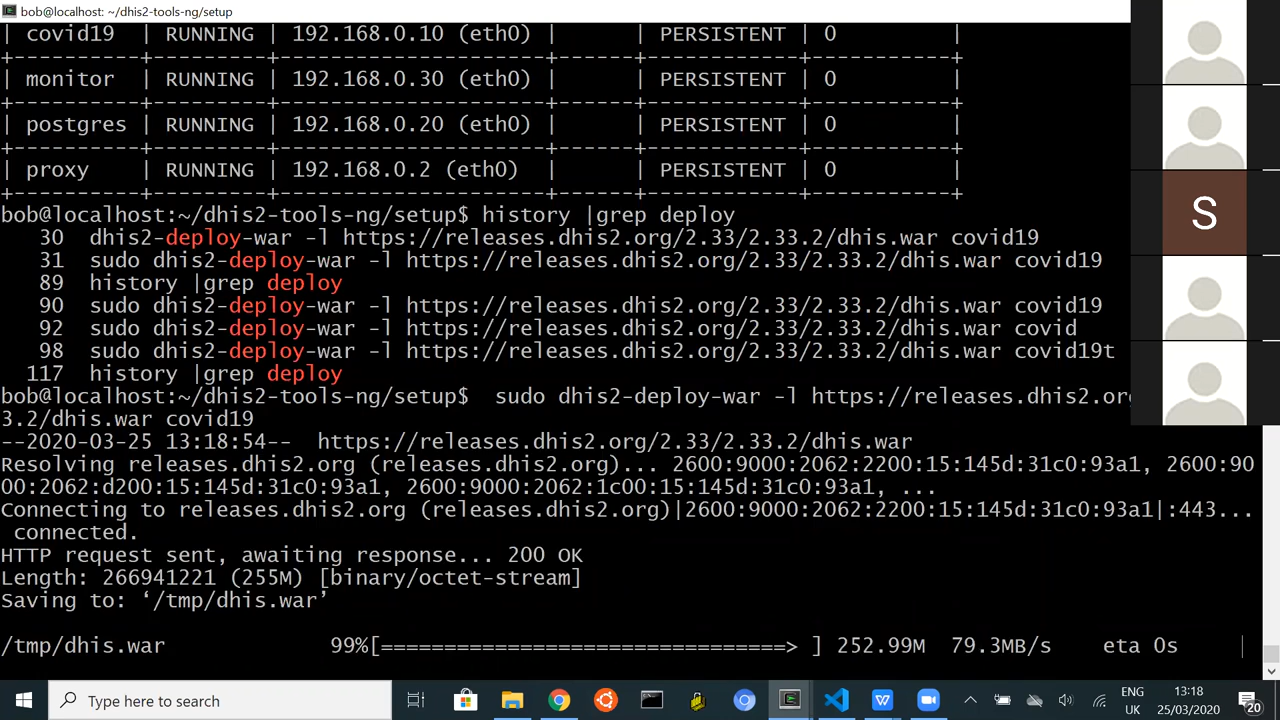 bob@localhost: ~/dhis2-tools-ng/setup
| covid19 | RUNNING | 192.168.0.10 (eth0) | | PERSISTENT | 0 |
+---------+---------+---------------------+------+------------+-----------+
| monitor | RUNNING | 192.168.0.30 (eth0) | | PERSISTENT | 0 |
+---------+---------+---------------------+------+------------+-----------+
| postgres | RUNNING | 192.168.0.20 (eth0) | | PERSISTENT | 0 |
+---------+---------+---------------------+------+------------+-----------+
| proxy | RUNNING | 192.168.0.2 (eth0) | | PERSISTENT | 0 |
+---------+---------+---------------------+------+------------+-----------+
bob@localhost:~/dhis2-tools-ng/setup$ history |grep deploy
30 dhis2-deploy-war -l https://releases.dhis2.org/2.33/2.33.2/dhis.war covid19
31 sudo dhis2-deploy-war -l https://releases.dhis2.org/2.33/2.33.2/dhis.war covid19
89 history |grep deploy
90 sudo dhis2-deploy-war -l https://releases.dhis2.org/2.33/2.33.2/dhis.war covid19
92 sudo dhis2-deploy-war -l https://releases.dhis2.org/2.33/2.33.2/dhis.war covid
98 sudo dhis2-deploy-war -l https://releases.dhis2.org/2.33/2.33.2/dhis.war covid19t
117 history |grep deploy
bob@localhost:~/dhis2-tools-ng/setup$ sudo dhis2-deploy-war -l https://releases.dhis2.org
3.2/dhis.war covid19
--2020-03-25 13:18:54-- https://releases.dhis2.org/2.33/2.33.2/dhis.war
Resolving releases.dhis2.org (releases.dhis2.org)... 2600:9000:2062:2200:15:145d:31c0:93a1, 2600:90
00:2062:d200:15:145d:31c0:93a1, 2600:9000:2062:1c00:15:145d:31c0:93a1, ...
Connecting to releases.dhis2.org (releases.dhis2.org)|2600:9000:2062:2200:15:145d:31c0:93a1|:443...
connected.
HTTP request sent, awaiting response... 200 OK
Length: 266941221 (255M) [binary/octet-stream]
Saving to: ‘/tmp/dhis.war’
/tmp/dhis.war 99%[================================> ] 252.99M 79.3MB/s eta 0s
S
Type here to search
ENG
UK
13:18
25/03/2020
20